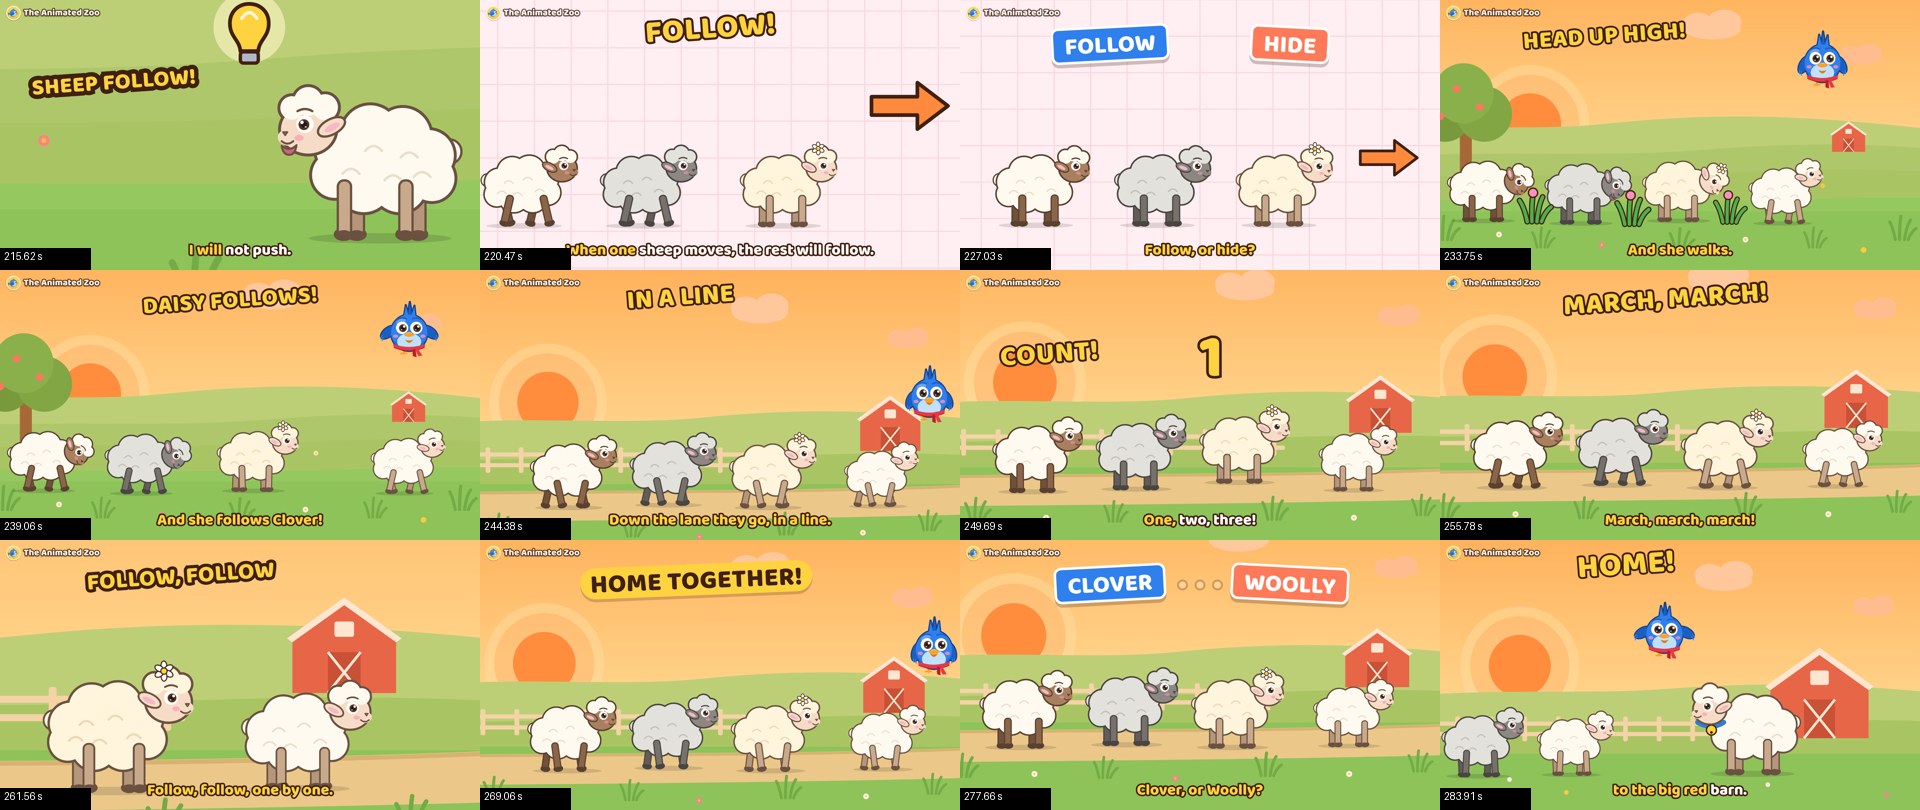 The Animated Zoo
SHEEP FOLLOW!
I will not push.
215.62 s
The Animated Zoo
FOLLOW!
When one sheep moves, the rest will follow.
220.47 s
The Animated Zoo
FOLLOW
HIDE
Follow, or hide?
227.03 s
The Animated Zoo
HEAD UP HIGH!
And she walks.
233.75 s
The Animated Zoo
DAISY FOLLOWS!
And she follows Clover!
239.06 s
The Animated Zoo
IN A LINE
Down the lane they go, in a line.
244.38 s
The Animated Zoo
COUNT!
1
One, two, three!
249.69 s
The Animated Zoo
MARCH, MARCH!
March, march, march!
255.78 s
The Animated Zoo
FOLLOW, FOLLOW
Follow, follow, one by one.
261.56 s
The Animated Zoo
HOME TOGETHER!
269.06 s
The Animated Zoo
CLOVER
WOOLLY
Clover, or Woolly?
277.66 s
The Animated Zoo
HOME!
to the big red barn.
283.91 s